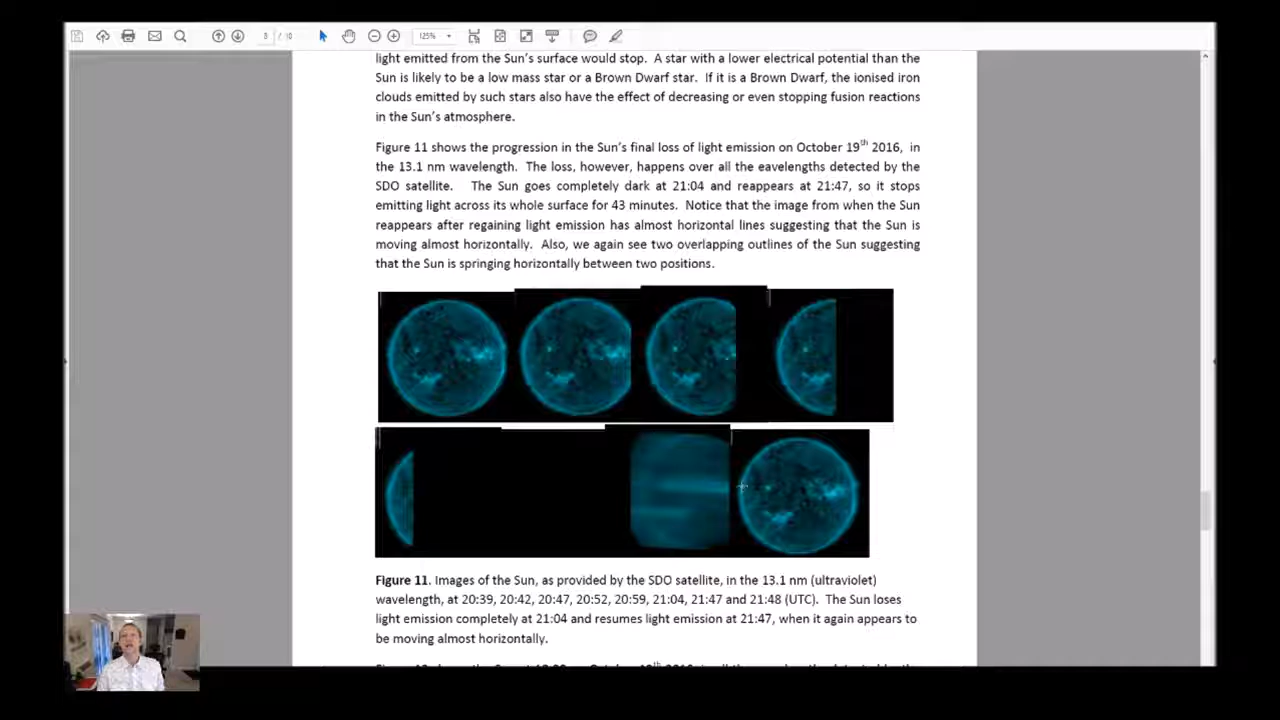 8 / 10
125%
light emitted from the Sun's surface would stop. A star with a lower electrical potential than the
Sun is likely to be a low mass star or a Brown Dwarf star. If it is a Brown Dwarf, the ionised iron
clouds emitted by such stars also have the effect of decreasing or even stopping fusion reactions
in the Sun's atmosphere.
Figure 11 shows the progression in the Sun's final loss of light emission on October 19th 2016, in
the 13.1 nm wavelength. The loss, however, happens over all the eavelengths detected by the
SDO satellite. The Sun goes completely dark at 21:04 and reappears at 21:47, so it stops
emitting light across its whole surface for 43 minutes. Notice that the image from when the Sun
reappears after regaining light emission has almost horizontal lines suggesting that the Sun is
moving almost horizontally. Also, we again see two overlapping outlines of the Sun suggesting
that the Sun is springing horizontally between two positions.
Figure 11. Images of the Sun, as provided by the SDO satellite, in the 13.1 nm (ultraviolet)
wavelength, at 20:39, 20:42, 20:47, 20:52, 20:59, 21:04, 21:47 and 21:48 (UTC). The Sun loses
light emission completely at 21:04 and resumes light emission at 21:47, when it again appears to
be moving almost horizontally.